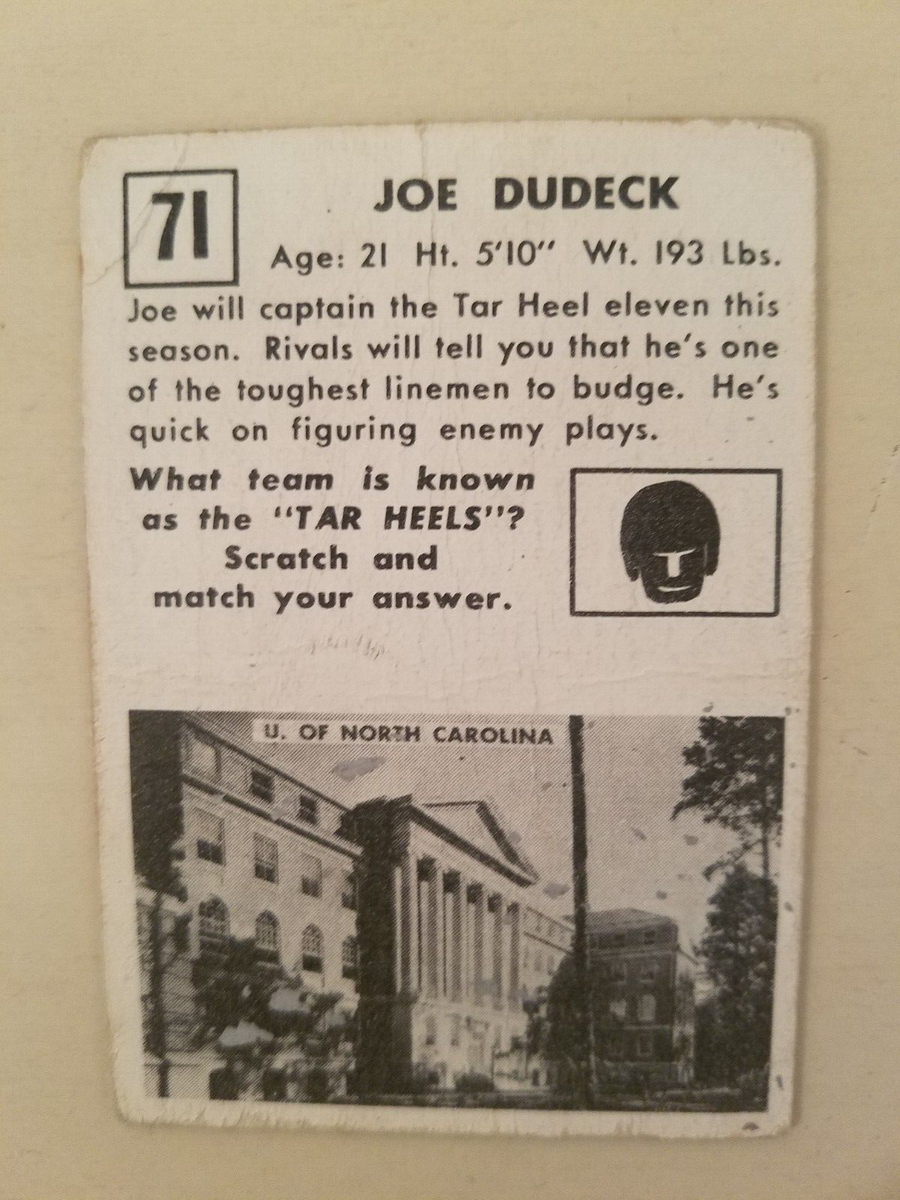 71
JOE DUDECK
Age: 21 Ht. 5'10" Wt. 193 Lbs.
Joe will captain the Tar Heel eleven this
season. Rivals will tell you that he's one
of the toughest linemen to budge. He's
quick on figuring enemy plays.
What team is known
as the "TAR HEELS"?
Scratch and
match your answer.
U. OF NORTH CAROLINA